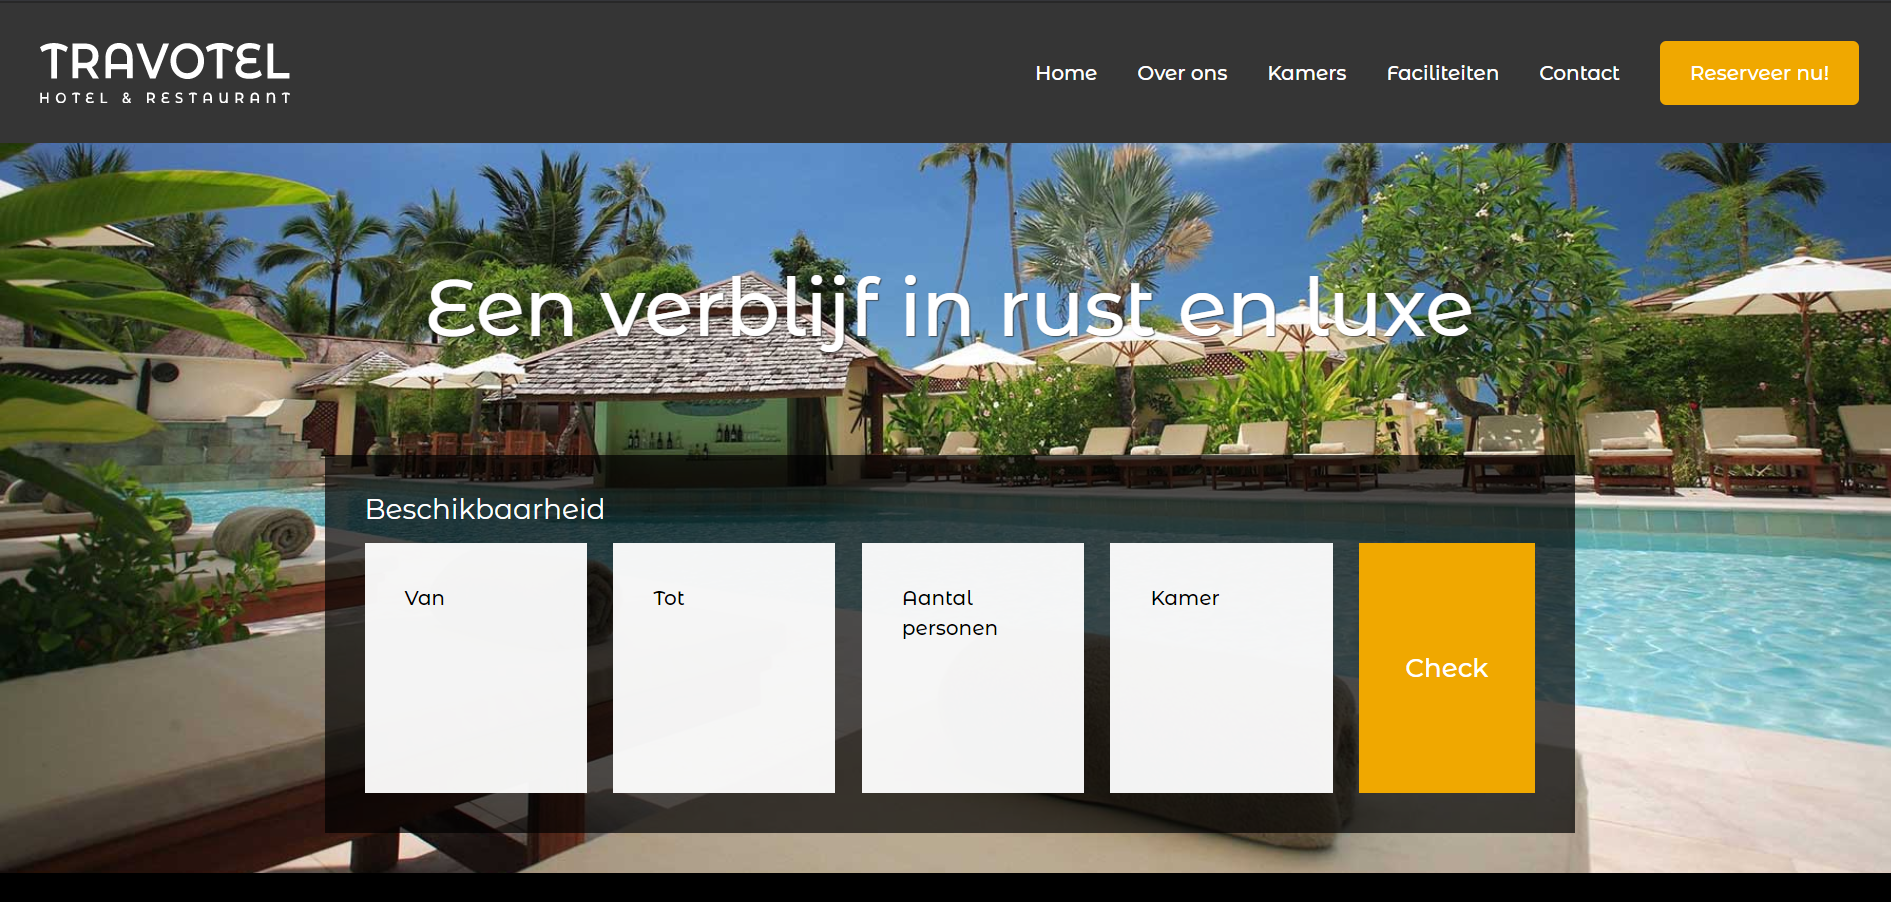 TRAVOTEL
HOTEL & RESTAURANT
Home
Over ons
Kamers
Faciliteiten
Contact
Reserveer nu!
Een verblijf in rust en luxe
Beschikbaarheid
Van
Tot
Aantal
personen
Kamer
Check